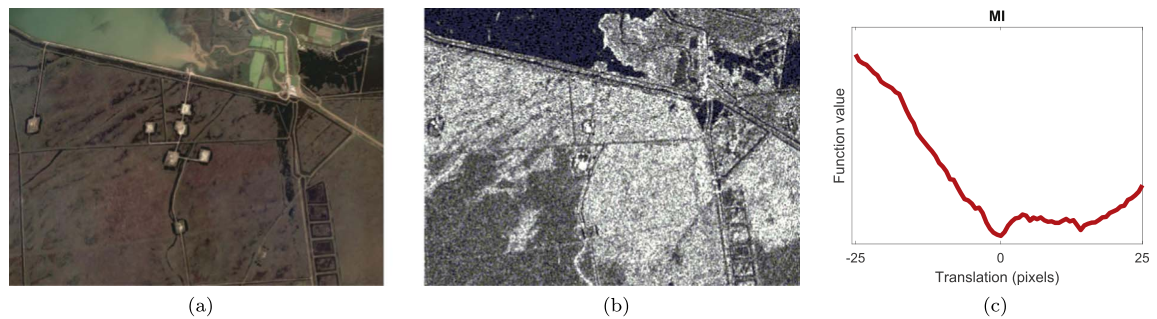 MI
Function value
-25 0 25
Translation (pixels)
(a) (b) (c)